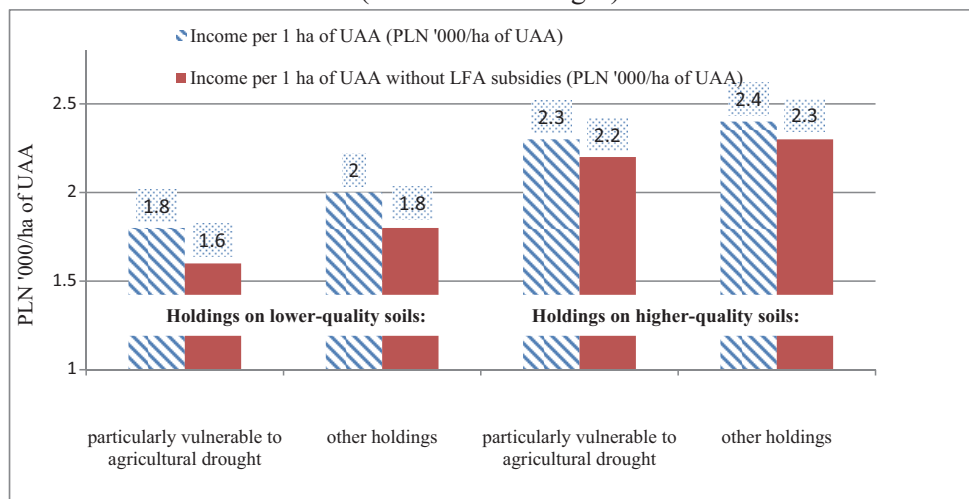 Income per 1 ha of UAA (PLN '000/ha of UAA)
Income per 1 ha of UAA without LFA subsidies (PLN '000/ha of UAA)
PLN '000/ha of UAA
2.5
2
1.5
1
1.8
1.6
2
1.8
2.3
2.2
2.4
2.3
Holdings on lower-quality soils:
Holdings on higher-quality soils:
particularly vulnerable to
agricultural drought
other holdings
particularly vulnerable to
agricultural drought
other holdings